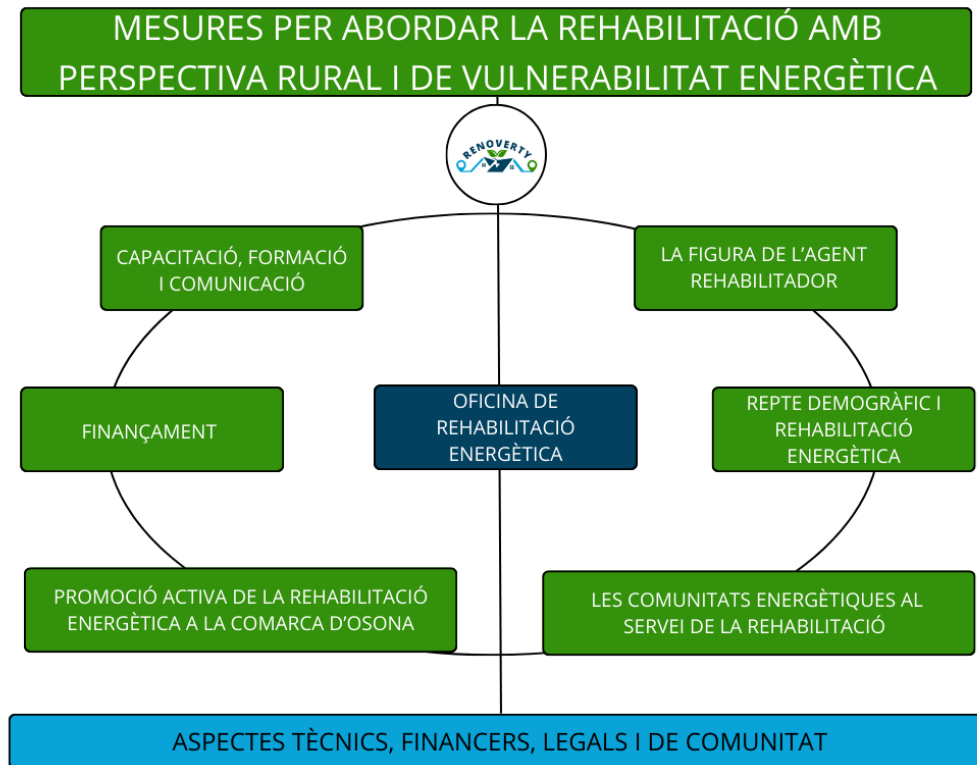 MESURES PER ABORDAR LA REHABILITACIÓ AMB
PERSPECTIVA RURAL I DE VULNERABILITAT ENERGÈTICA
RENOVERTY
CAPACITACIÓ, FORMACIÓ
I COMUNICACIÓ
LA FIGURA DE L'AGENT
REHABILITADOR
FINANÇAMENT
OFICINA DE
REHABILITACIÓ
ENERGÈTICA
REPTE DEMOGRÀFIC I
REHABILITACIÓ
ENERGÈTICA
PROMOCIÓ ACTIVA DE LA REHABILITACIÓ
ENERGÈTICA A LA COMARCA D'OSONA
LES COMUNITATS ENERGÈTIQUES AL
SERVEI DE LA REHABILITACIÓ
ASPECTES TÈCNICS, FINANCERS, LEGALS I DE COMUNITAT